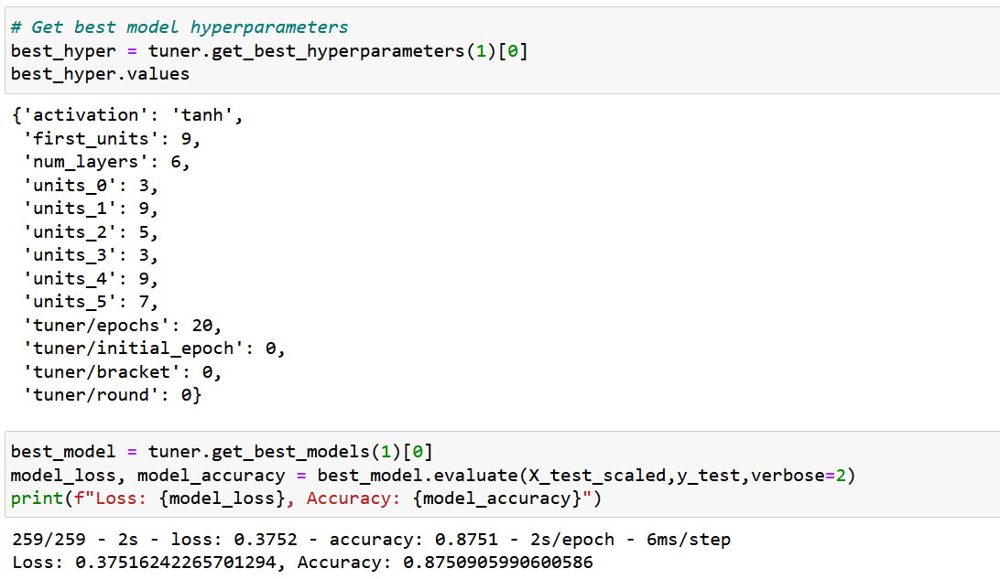 # Get best model hyperparameters
best_hyper = tuner.get_best_hyperparameters(1)[0]
best_hyper.values
{'activation': 'tanh',
 'first_units': 9,
 'num_layers': 6,
 'units_0': 3,
 'units_1': 9,
 'units_2': 5,
 'units_3': 3,
 'units_4': 9,
 'units_5': 7,
 'tuner/epochs': 20,
 'tuner/initial_epoch': 0,
 'tuner/bracket': 0,
 'tuner/round': 0}
best_model = tuner.get_best_models(1)[0]
model_loss, model_accuracy = best_model.evaluate(X_test_scaled,y_test,verbose=2)
print(f"Loss: {model_loss}, Accuracy: {model_accuracy}")
259/259 - 2s - loss: 0.3752 - accuracy: 0.8751 - 2s/epoch - 6ms/step
Loss: 0.37516242265701294, Accuracy: 0.8750905990600586